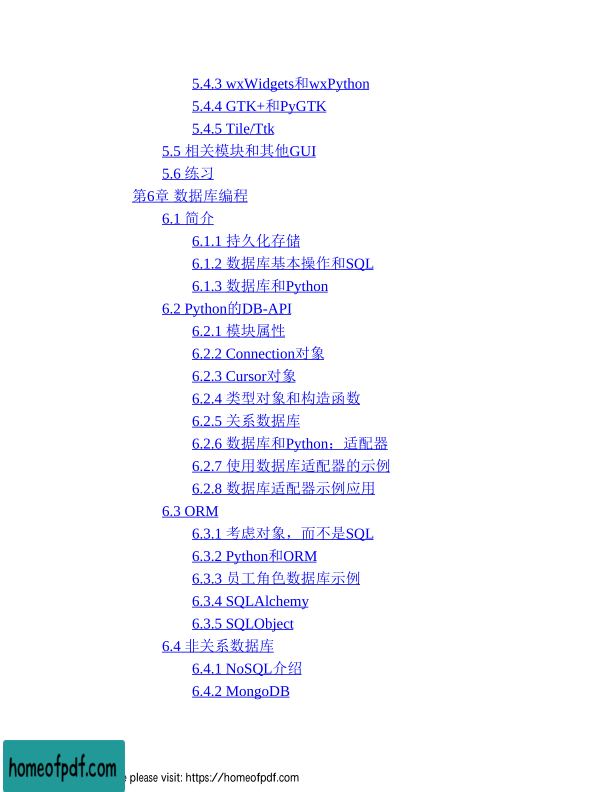 5.4.3 wxWidgets和wxPython
5.4.4 GTK+和PyGTK
5.4.5 Tile/Ttk
5.5 相关模块和其他GUI
5.6 练习
第6章 数据库编程
6.1 简介
6.1.1 持久化存储
6.1.2 数据库基本操作和SQL
6.1.3 数据库和Python
6.2 Python的DB-API
6.2.1 模块属性
6.2.2 Connection对象
6.2.3 Cursor对象
6.2.4 类型对象和构造函数
6.2.5 关系数据库
6.2.6 数据库和Python：适配器
6.2.7 使用数据库适配器的示例
6.2.8 数据库适配器示例应用
6.3 ORM
6.3.1 考虑对象，而不是SQL
6.3.2 Python和ORM
6.3.3 员工角色数据库示例
6.3.4 SQLAlchemy
6.3.5 SQLObject
6.4 非关系数据库
6.4.1 NoSQL介绍
6.4.2 MongoDB
homeofpdf.com
please visit: https://homeofpdf.com